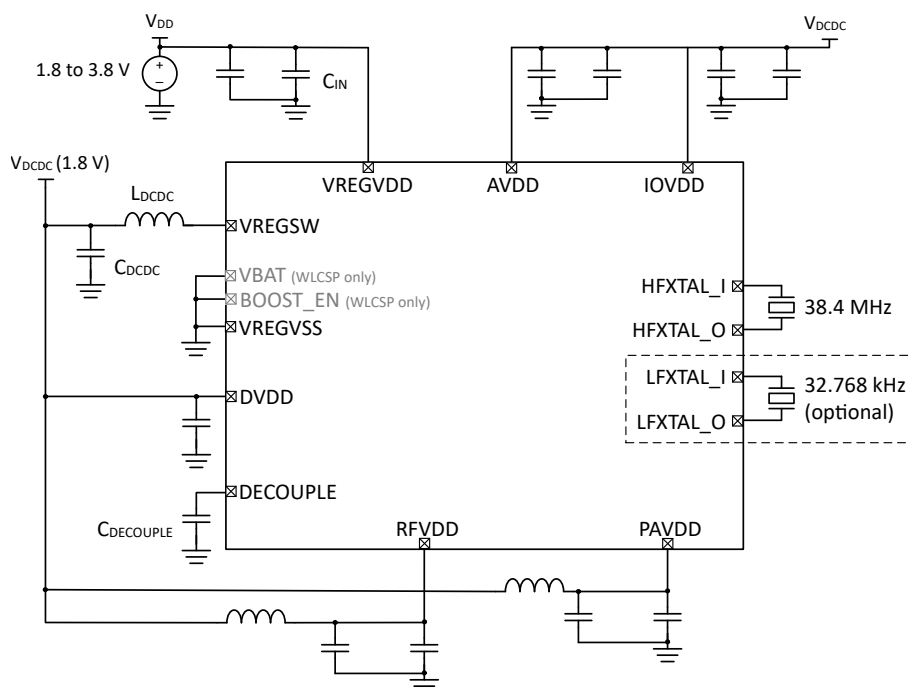 VDD
VDCDC
1.8 to 3.8 V
+
−
CIN
VDCDC (1.8 V)
VREGVDD
AVDD
IOVDD
LDCDC
VREGSW
CDCDC
VBAT (WLCSP only)
BOOST_EN (WLCSP only)
VREGVSS
HFXTAL_I
38.4 MHz
HFXTAL_O
LFXTAL_I
32.768 kHz
(optional)
LFXTAL_O
DVDD
DECOUPLE
CDECOUPLE
RFVDD
PAVDD